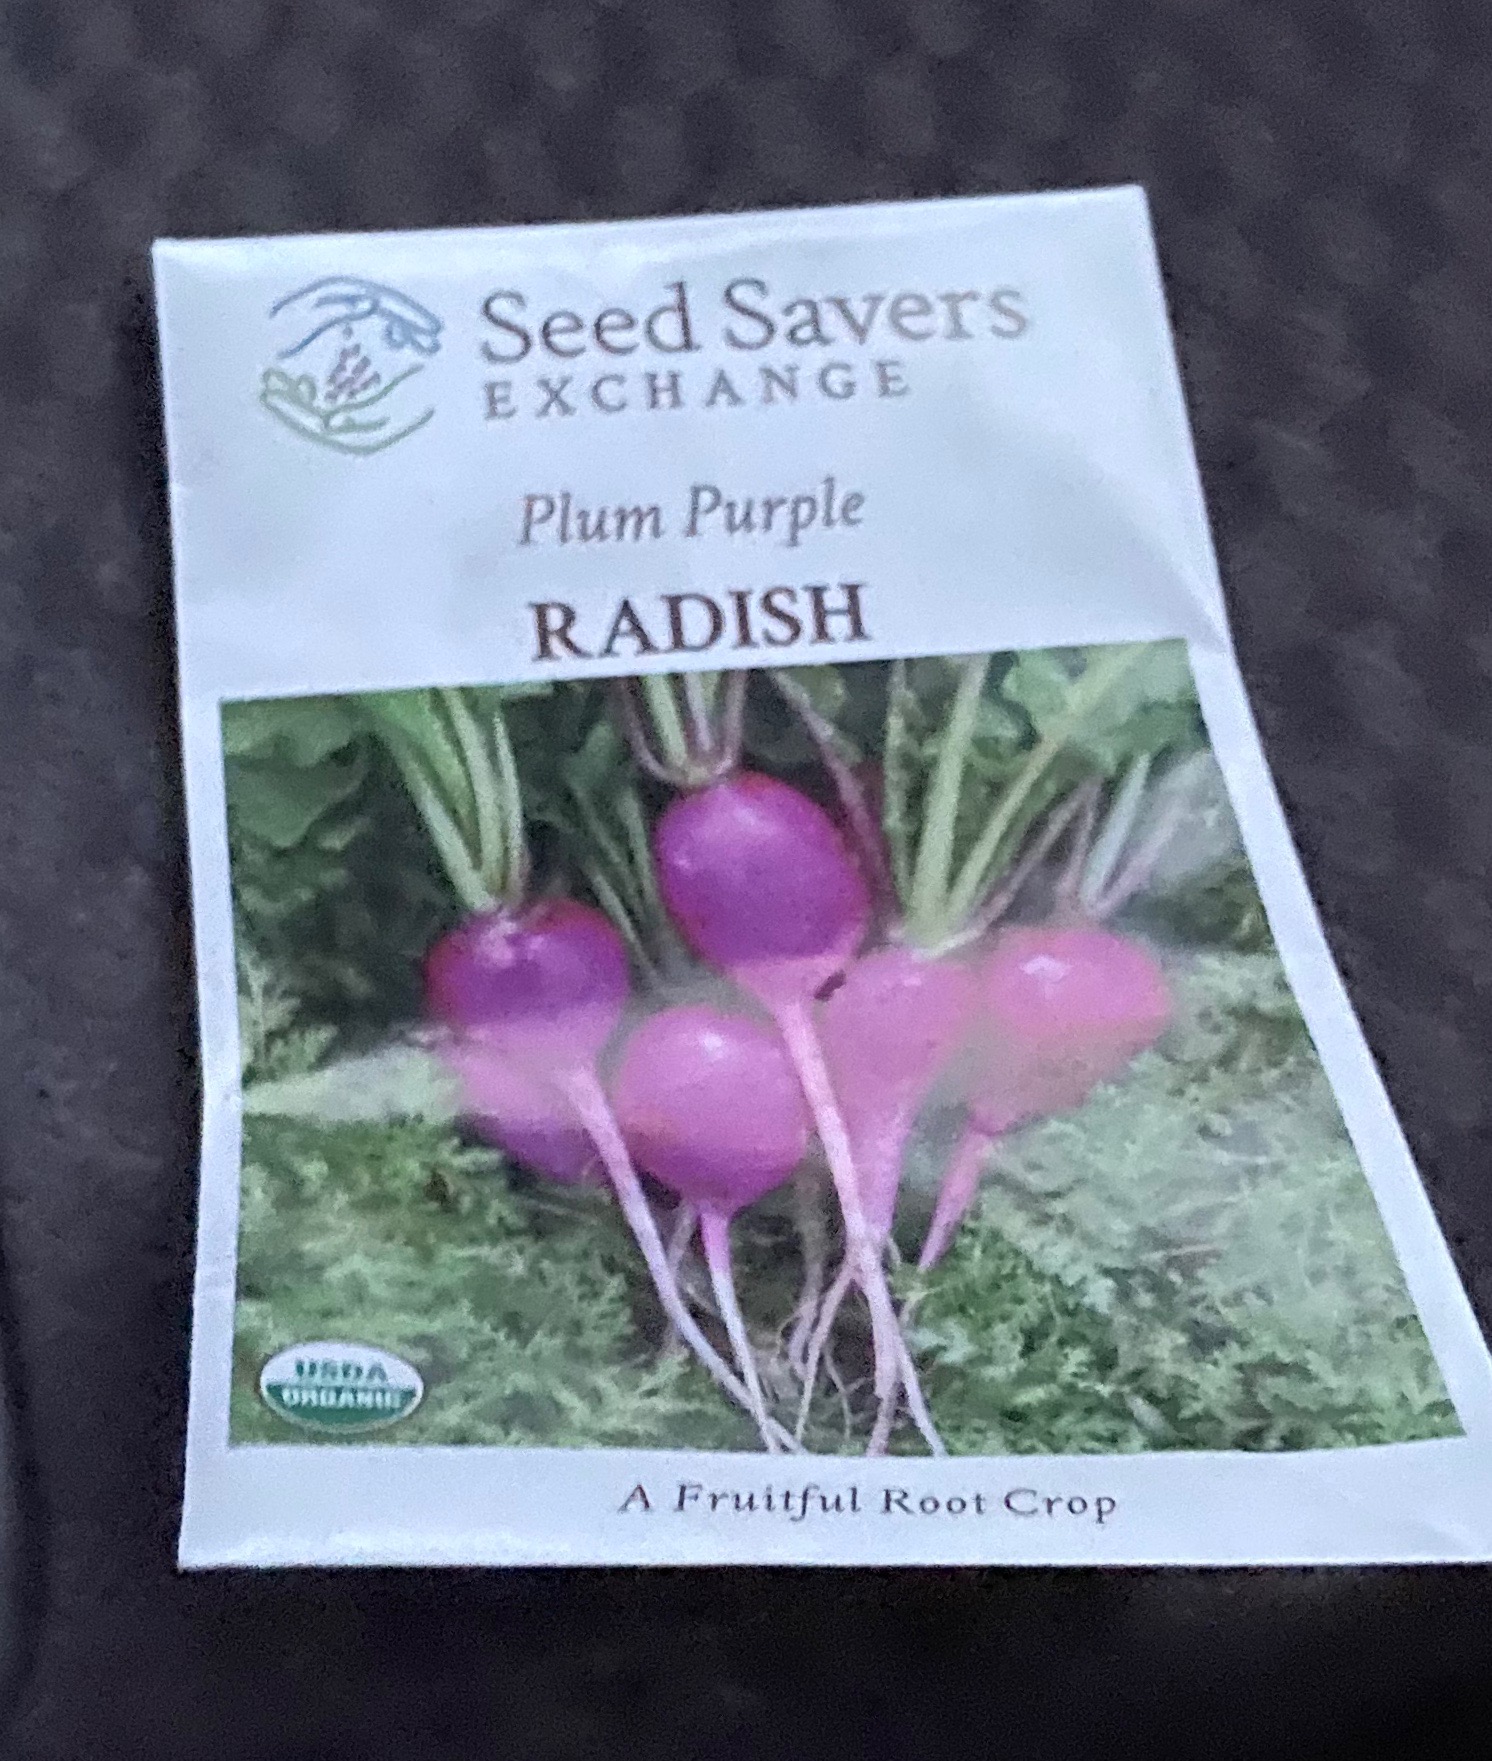 Seed Savers
EXCHANGE
Plum Purple
RADISH
USDA
ORGANIC
A Fruitful Root Crop